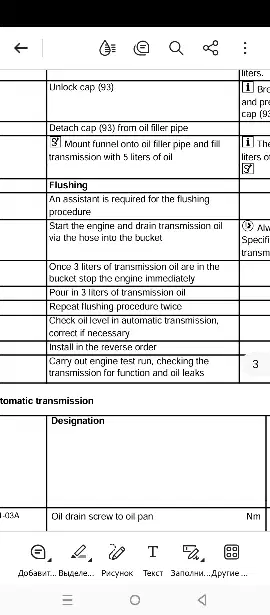 liters.
Unlock cap (93)
i Bro
and pre
cap (93
Detach cap (93) from oil filler pipe
Mount funnel onto oil filler pipe and fill
transmission with 5 liters of oil
i The
liters o
Flushing
An assistant is required for the flushing
procedure
Start the engine and drain transmission oil
via the hose into the bucket
Alw
Specifi
transm
Once 3 liters of transmission oil are in the
bucket stop the engine immediately
Pour in 3 liters of transmission oil
Repeat flushing procedure twice
Check oil level in automatic transmission,
correct if necessary
Install in the reverse order
Carry out engine test run, checking the
transmission for function and oil leaks
3
tomatic transmission
Designation
-03A
Oil drain screw to oil pan
Nm
Добавит... Выделе... Рисунок Текст Заполни... Другие ...